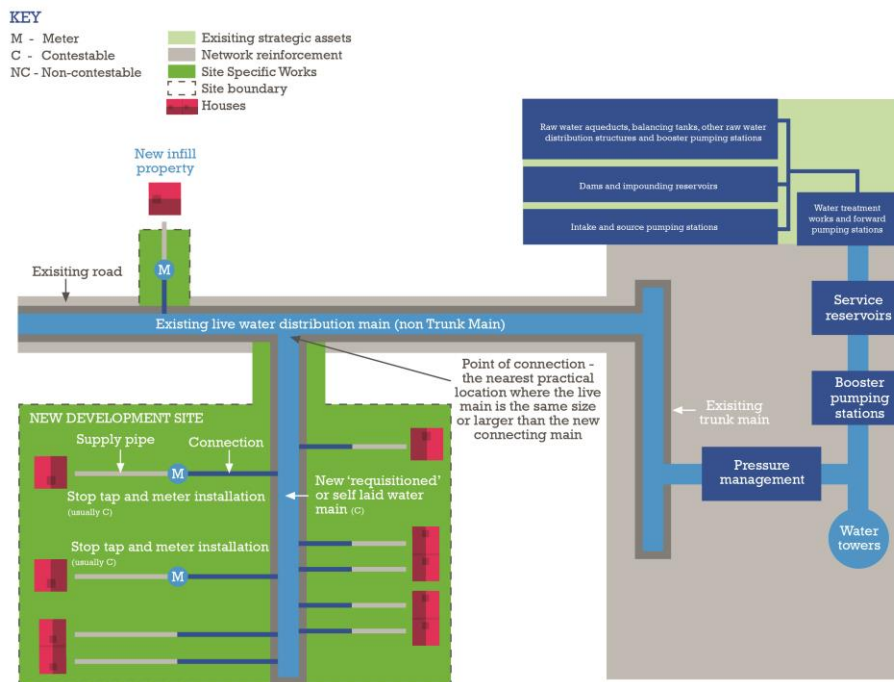 KEY
M - Meter
C - Contestable
NC - Non-contestable
Exisiting strategic assets
Network reinforcement
Site Specific Works
Site boundary
Houses
New infill
property
M
Exisiting road
Existing live water distribution main (non Trunk Main)
Raw water aqueducts, balancing tanks, other raw water
distribution structures and booster pumping stations
Dams and impounding reservoirs
Intake and source pumping stations
Water treatment
works and forward
pumping stations
Service
reservoirs
Booster
pumping
stations
Pressure
management
Water
towers
Exisiting
trunk main
Point of connection -
the nearest practical
location where the live
main is the same size
or larger than the new
connecting main
NEW DEVELOPMENT SITE
Supply pipe
Connection
M
Stop tap and meter installation
(usually C)
New ‘requisitioned’
or self laid water
main (C)
Stop tap and meter installation
(usually C)
M